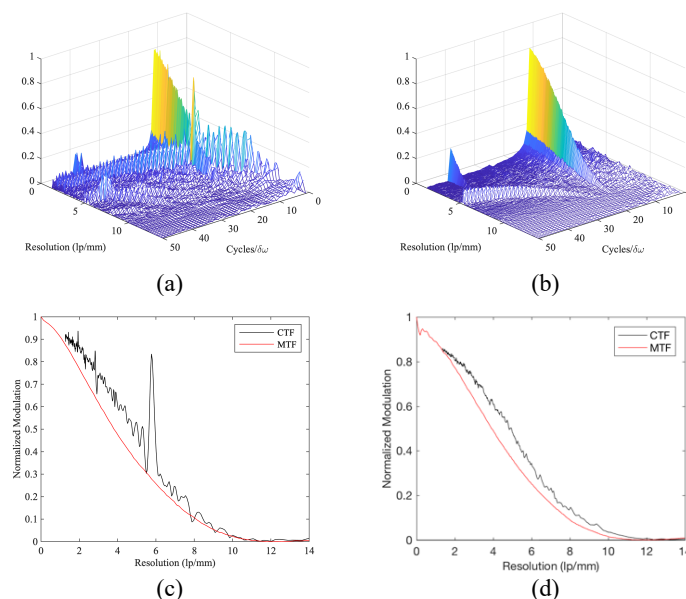 1
0.8
0.6
0.4
0.2
0
5
10
Resolution (lp/mm)
50
40
30
20
10
0
Cycles/δω
(a)
1
0.8
0.6
0.4
0.2
0
5
10
Resolution (lp/mm)
50
40
30
20
10
0
Cycles/δω
(b)
1
0.9
0.8
0.7
0.6
0.5
0.4
0.3
0.2
0.1
0
Normalized Modulation
CTF
MTF
0 2 4 6 8 10 12 14
Resolution (lp/mm)
(c)
1
0.8
0.6
0.4
0.2
0
Normalized Modulation
CTF
MTF
0 2 4 6 8 10 12 14
Resolution (lp/mm)
(d)